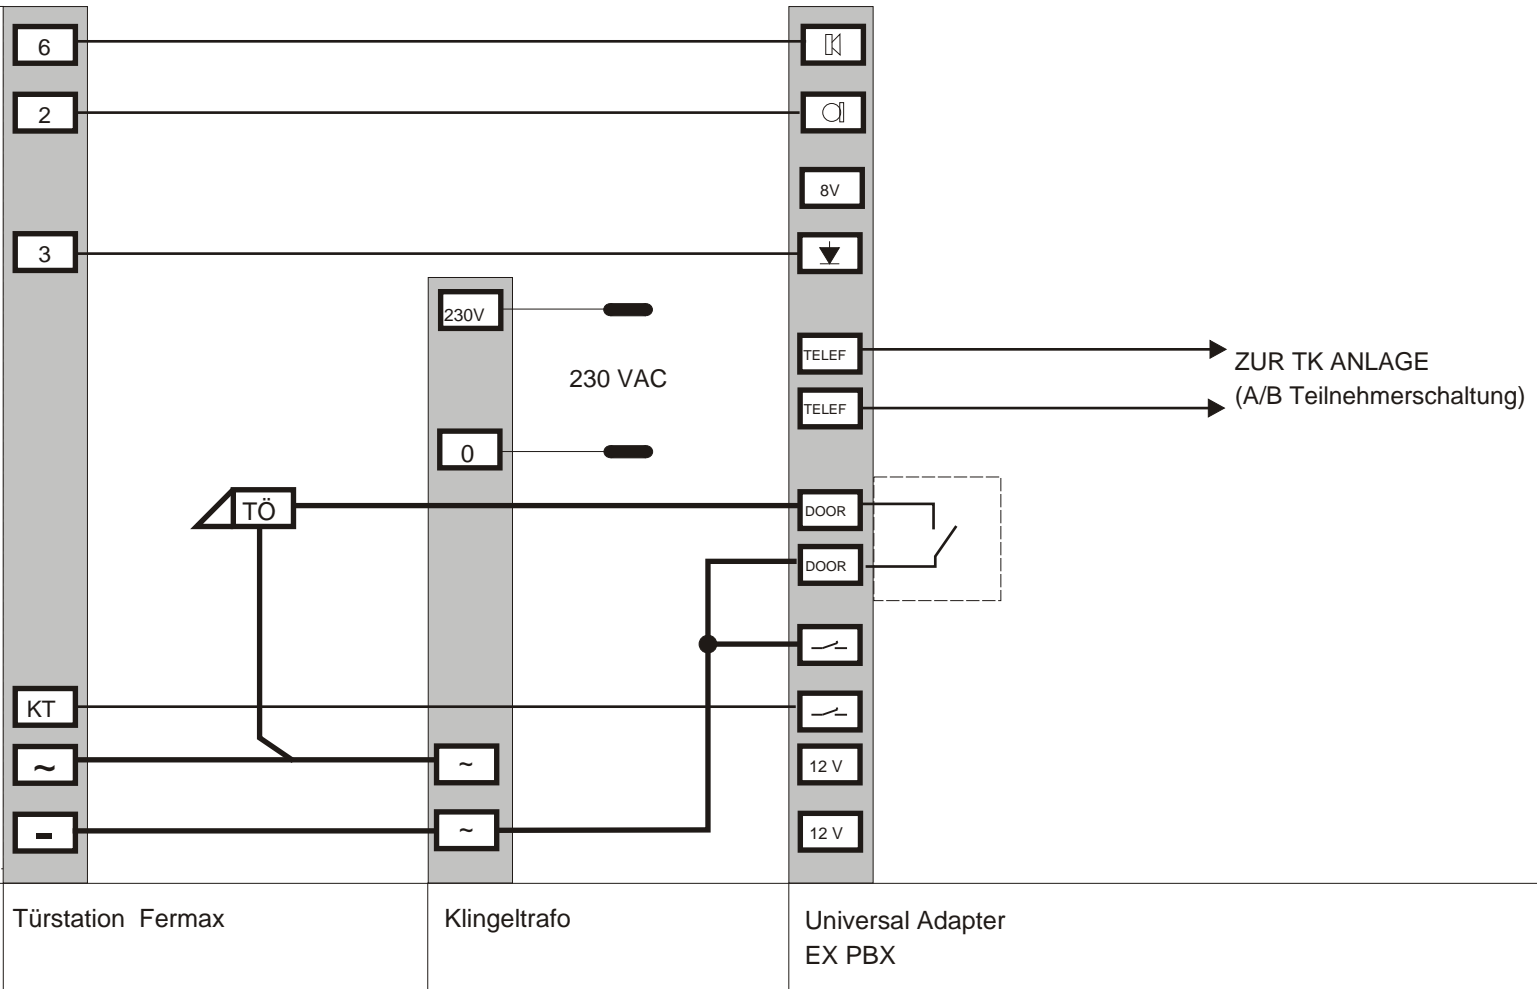 6
2
8V
3
230V
230 VAC
TELEF
ZUR TK ANLAGE
TELEF
(A/B Teilnehmerschaltung)
0
TÖ
DOOR
DOOR
KT
~
~
12 V
-
~
12 V
Türstation Fermax
Klingeltrafo
Universal Adapter
EX PBX